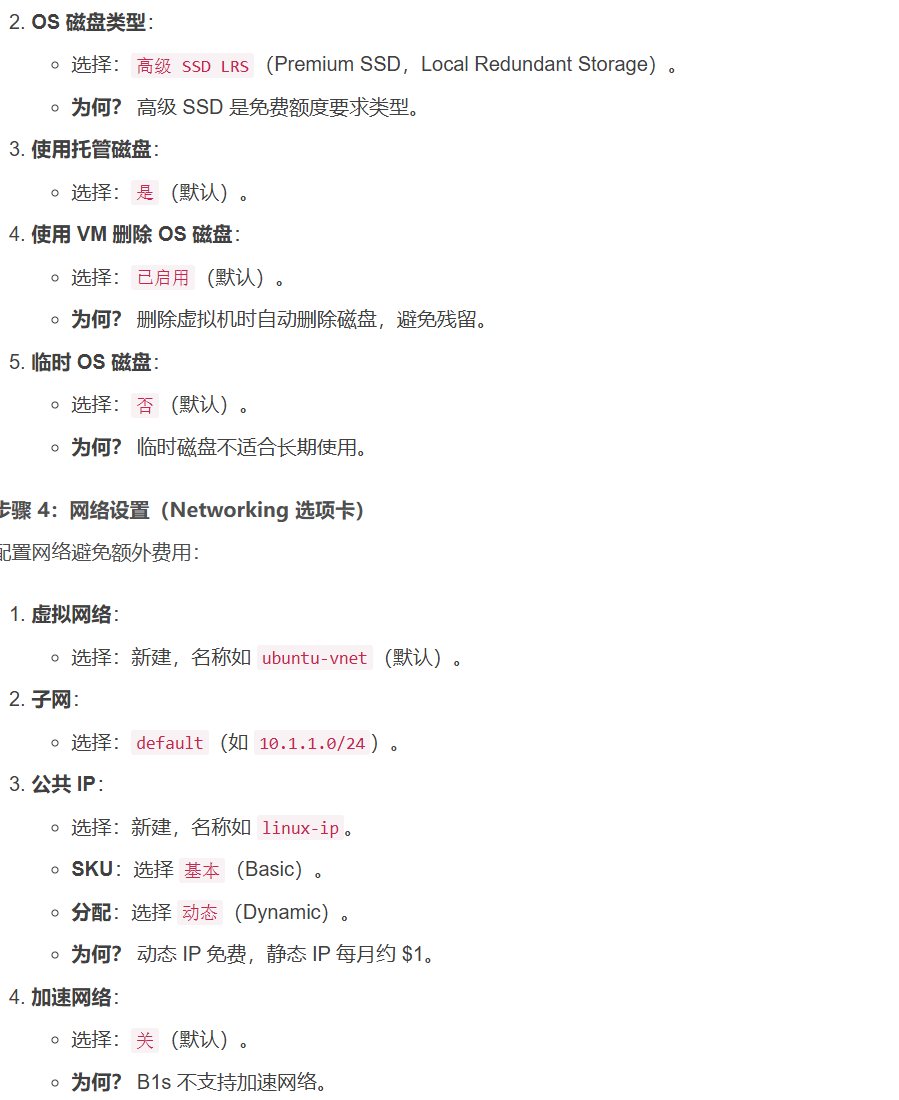 2. OS 磁盘类型：
选择：高级 SSD LRS（Premium SSD，Local Redundant Storage）。
为何？ 高级 SSD 是免费额度要求类型。
3. 使用托管磁盘：
选择：是（默认）。
4. 使用 VM 删除 OS 磁盘：
选择：已启用（默认）。
为何？ 删除虚拟机时自动删除磁盘，避免残留。
5. 临时 OS 磁盘：
选择：否（默认）。
为何？ 临时磁盘不适合长期使用。
步骤 4：网络设置（Networking 选项卡）
配置网络避免额外费用：
1. 虚拟网络：
选择：新建，名称如 ubuntu-vnet（默认）。
2. 子网：
选择：default（如 10.1.1.0/24）。
3. 公共 IP：
选择：新建，名称如 linux-ip。
SKU：选择 基本（Basic）。
分配：选择 动态（Dynamic）。
为何？ 动态 IP 免费，静态 IP 每月约 $1。
4. 加速网络：
选择：关（默认）。
为何？ B1s 不支持加速网络。